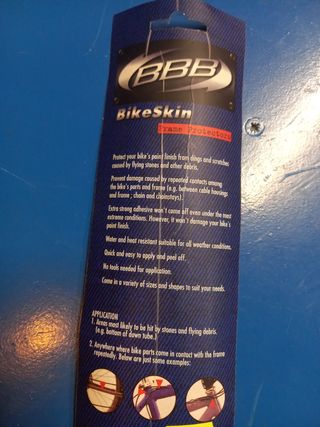 BBB
BikeSkin
Frame Protectors
Protect your bike's paint finish from dings and scratches
caused by flying stones and other debris.
Prevent damage caused by repeated contacts among
the bike's parts and frame (e.g. between cable housings
and frame ; chain and chainstays).
Extra strong adhesive won't come off even under the most
extreme conditions. However, it won't damage your bike's
paint finish.
Water and heat resistant suitable for all weather conditions.
Quick and easy to apply and peel off.
No tools needed for application.
Come in a variety of sizes and shapes to suit your needs.
APPLICATION
1. Areas most likely to be hit by stones and flying debris.
(e.g. bottom of down tube.)
2. Anywhere where bike parts come in contact with the frame
repeatedly. Below are just some examples: